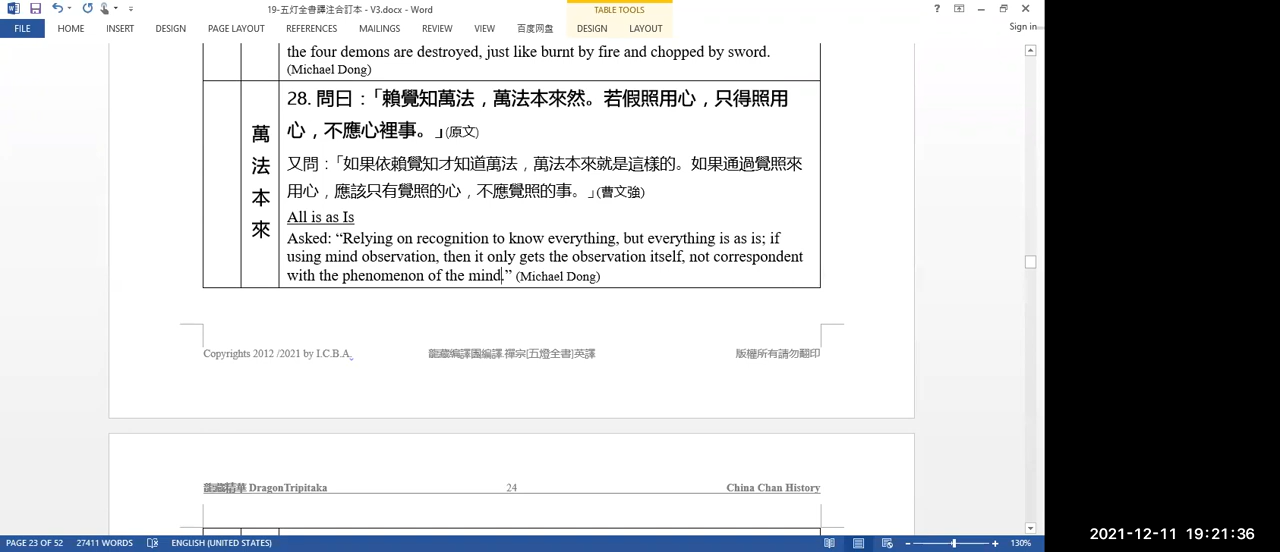 19-五灯全書譯注合訂本 - V3.docx - Word
TABLE TOOLS
Sign in
FILE HOME INSERT DESIGN PAGE LAYOUT REFERENCES MAILINGS REVIEW VIEW 百度网盘 DESIGN LAYOUT
the four demons are destroyed, just like burnt by fire and chopped by sword.
(Michael Dong)
萬法本來
28. 問曰：「賴覺知萬法，萬法本來然。若假照用心，只得照用
心，不應心裡事。」(原文)
又問：「如果依賴覺知才知道萬法，萬法本來就是這樣的。如果通過覺照來
用心，應該只有覺照的心，不應覺照的事。」(曹文強)
All is as Is
Asked: “Relying on recognition to know everything, but everything is as is; if
using mind observation, then it only gets the observation itself, not correspondent
with the phenomenon of the mind.” (Michael Dong)
Copyrights 2012 /2021 by I.C.B.A. 龍藏編譯團編譯.禪宗[五燈全書]英譯 版權所有請勿翻印
龍藏精華 DragonTripitaka 24 China Chan History
PAGE 23 OF 52 27411 WORDS ENGLISH (UNITED STATES) 130%
2021-12-11 19:21:36